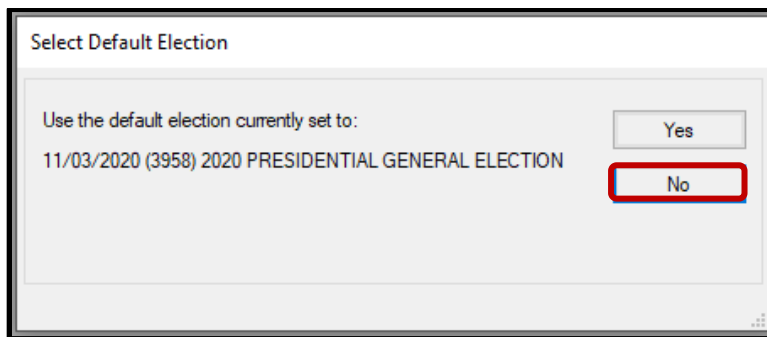 Select Default Election
Use the default election currently set to:
11/03/2020 (3958) 2020 PRESIDENTIAL GENERAL ELECTION
Yes
No